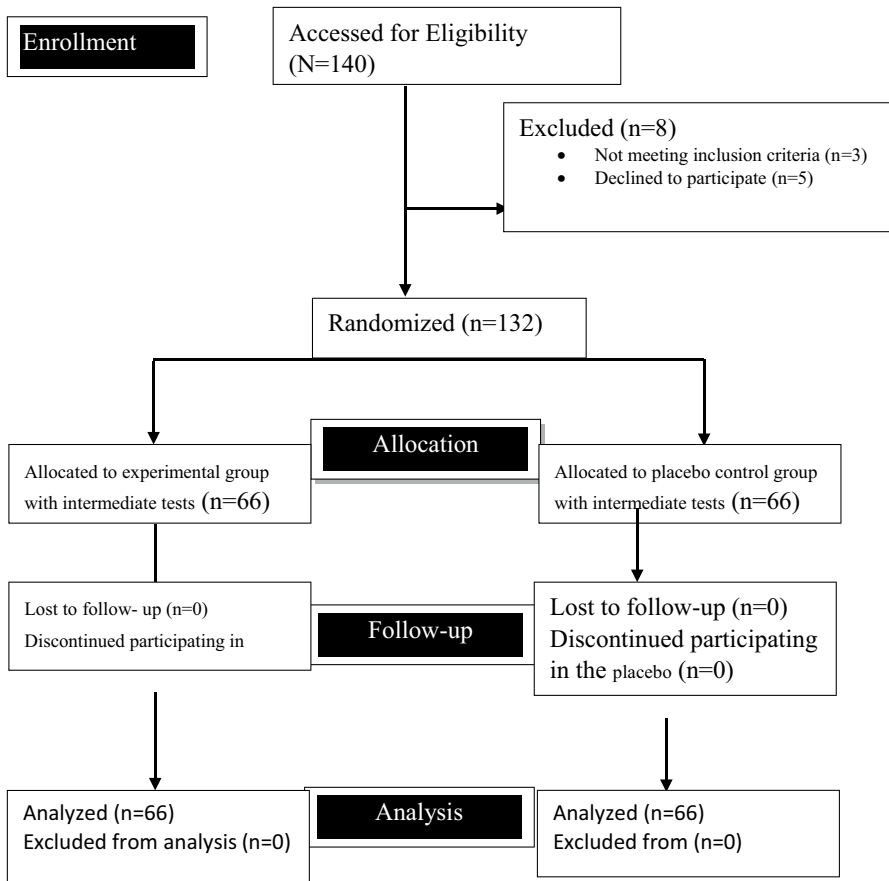 Enrollment
Accessed for Eligibility
(N=140)
Excluded (n=8)
• Not meeting inclusion criteria (n=3)
• Declined to participate (n=5)
Randomized (n=132)
Allocation
Allocated to experimental group
with intermediate tests (n=66)
Allocated to placebo control group
with intermediate tests (n=66)
Follow-up
Lost to follow- up (n=0)
Discontinued participating in
Lost to follow-up (n=0)
Discontinued participating
in the placebo (n=0)
Analysis
Analyzed (n=66)
Excluded from analysis (n=0)
Analyzed (n=66)
Excluded from (n=0)